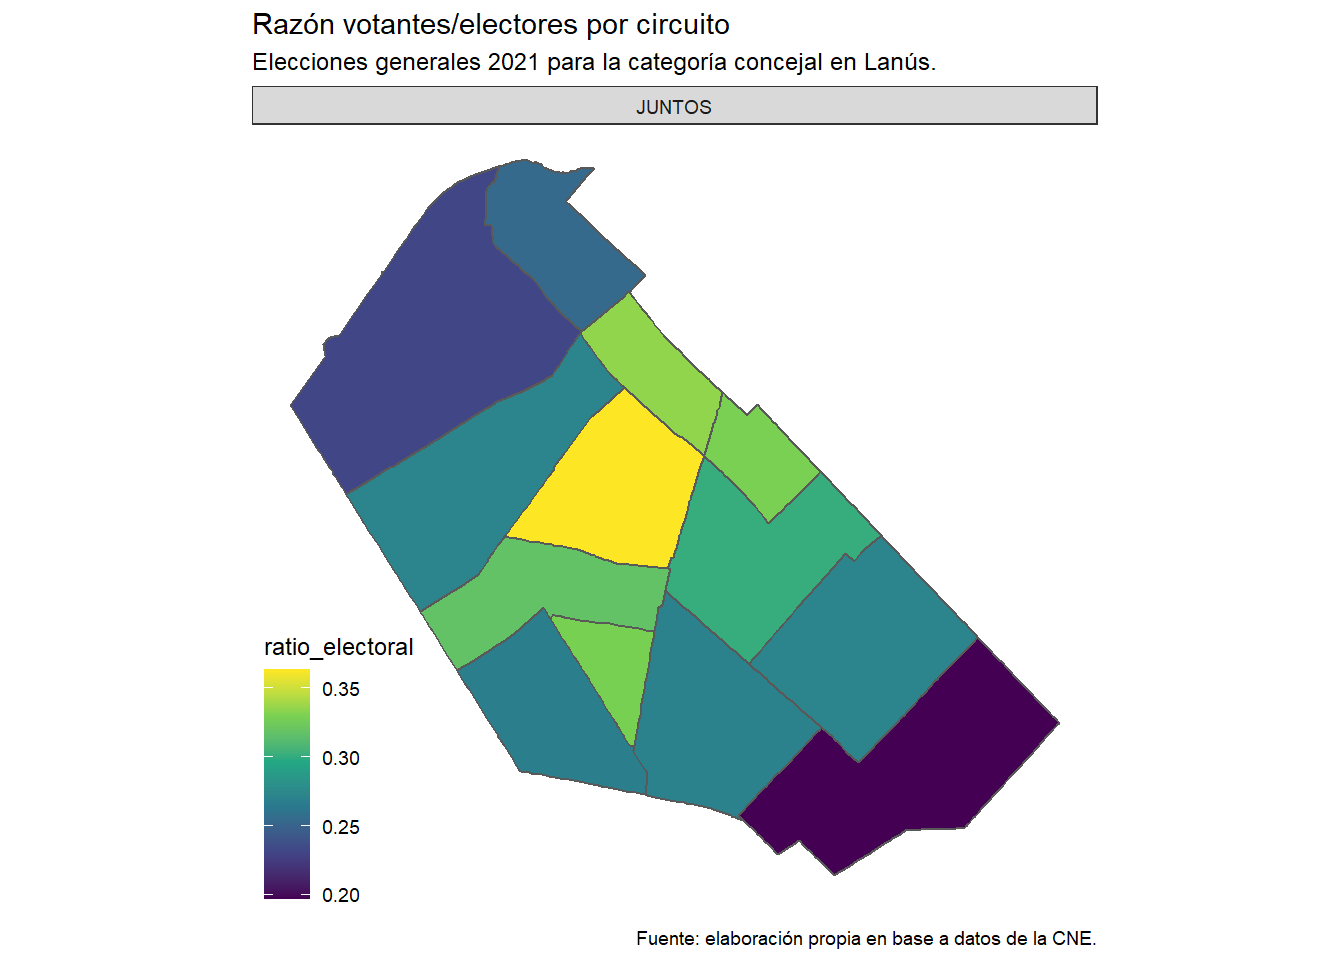 Razón votantes/electores por circuito
Elecciones generales 2021 para la categoría concejal en Lanús.
JUNTOS
ratio_electoral
0.35
0.30
0.25
0.20
Fuente: elaboración propia en base a datos de la CNE.